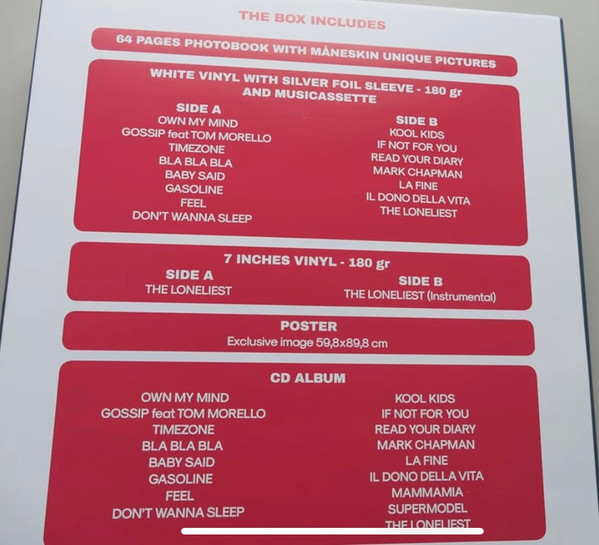 THE BOX INCLUDES
64 PAGES PHOTOBOOK WITH MÅNESKIN UNIQUE PICTURES
WHITE VINYL WITH SILVER FOIL SLEEVE - 180 gr
AND MUSICASSETTE
SIDE A
OWN MY MIND
GOSSIP feat TOM MORELLO
TIMEZONE
BLA BLA BLA
BABY SAID
GASOLINE
FEEL
DON'T WANNA SLEEP
SIDE B
KOOL KIDS
IF NOT FOR YOU
READ YOUR DIARY
MARK CHAPMAN
LA FINE
IL DONO DELLA VITA
THE LONELIEST
7 INCHES VINYL - 180 gr
SIDE A
THE LONELIEST
SIDE B
THE LONELIEST (Instrumental)
POSTER
Exclusive image 59,8x89,8 cm
CD ALBUM
OWN MY MIND
GOSSIP feat TOM MORELLO
TIMEZONE
BLA BLA BLA
BABY SAID
GASOLINE
FEEL
DON'T WANNA SLEEP
KOOL KIDS
IF NOT FOR YOU
READ YOUR DIARY
MARK CHAPMAN
LA FINE
IL DONO DELLA VITA
MAMMAMIA
SUPERMODEL
THE LONELIEST